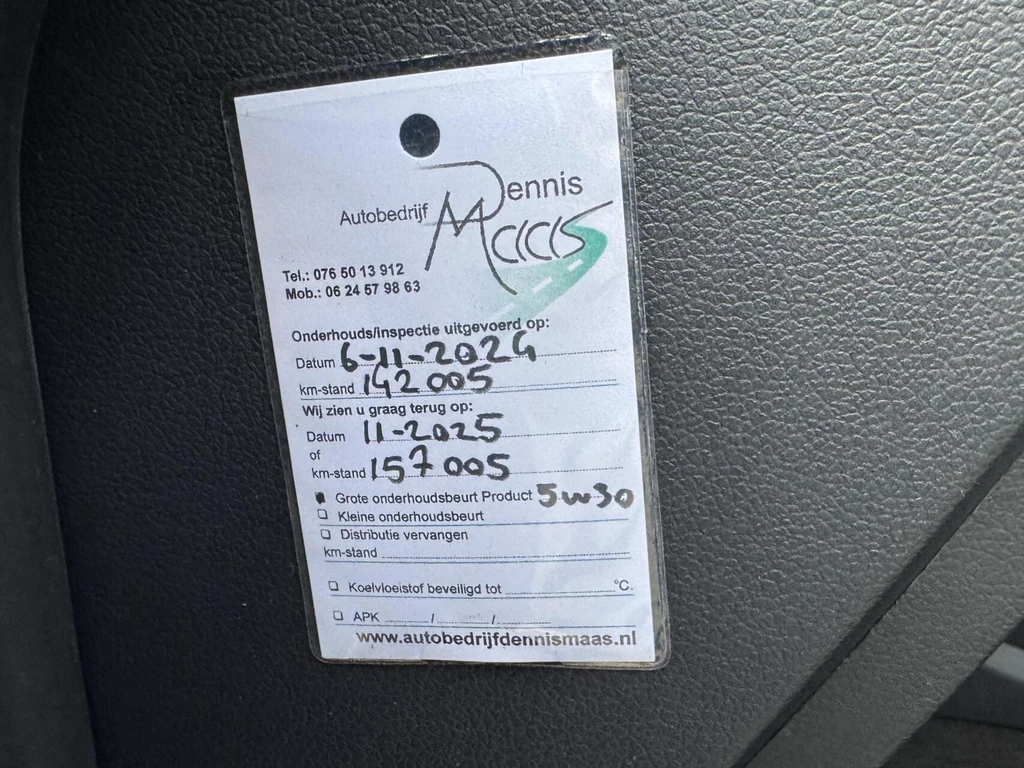 Autobedrijf Dennis
Maas
Tel.: 076 50 13 912
Mob.: 06 24 57 98 63
Onderhouds/inspectie uitgevoerd op:
Datum 6-11-2024
km-stand 142005
Wij zien u graag terug op:
Datum 11-2025
of
km-stand 157005
Grote onderhoudsbeurt Product 5w30
Kleine onderhoudsbeurt
Distributie vervangen
km-stand
Koelvloeistof beveiligd tot °C.
APK / /
www.autobedrijfdennismaas.nl